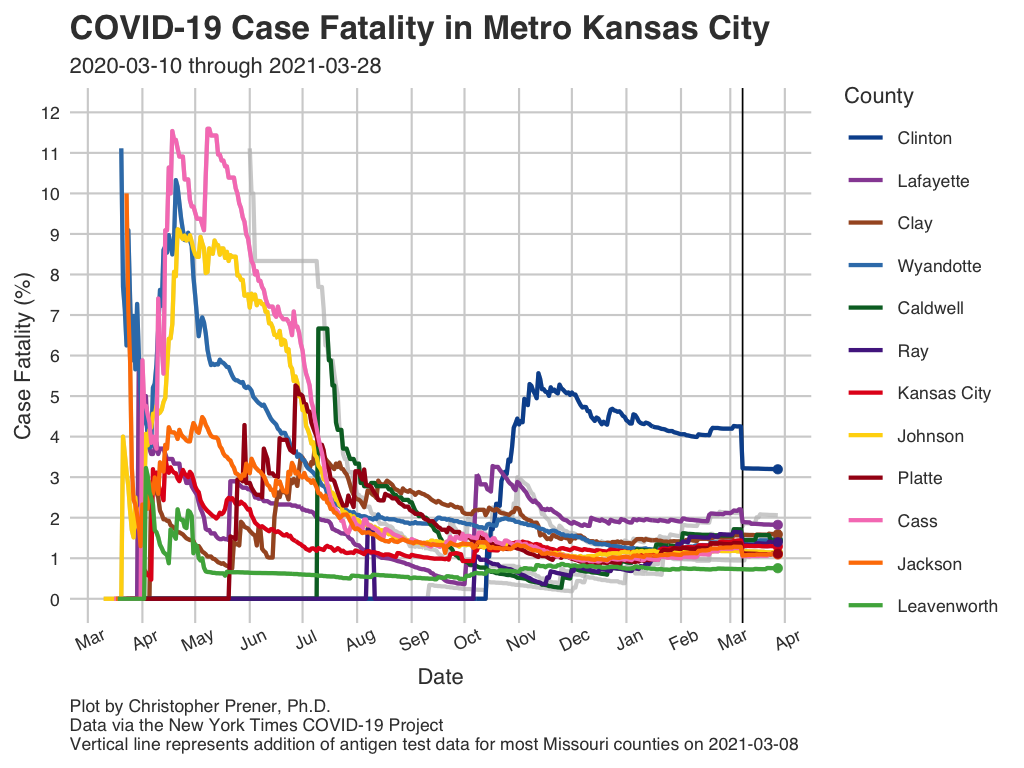 COVID-19 Case Fatality in Metro Kansas City
2020-03-10 through 2021-03-28
Case Fatality (%)
12
11
10
9
8
7
6
5
4
3
2
1
0
Mar Apr May Jun Jul Aug Sep Oct Nov Dec Jan Feb Mar Apr
Date
County
Clinton
Lafayette
Clay
Wyandotte
Caldwell
Ray
Kansas City
Johnson
Platte
Cass
Jackson
Leavenworth
Plot by Christopher Prener, Ph.D.
Data via the New York Times COVID-19 Project
Vertical line represents addition of antigen test data for most Missouri counties on 2021-03-08